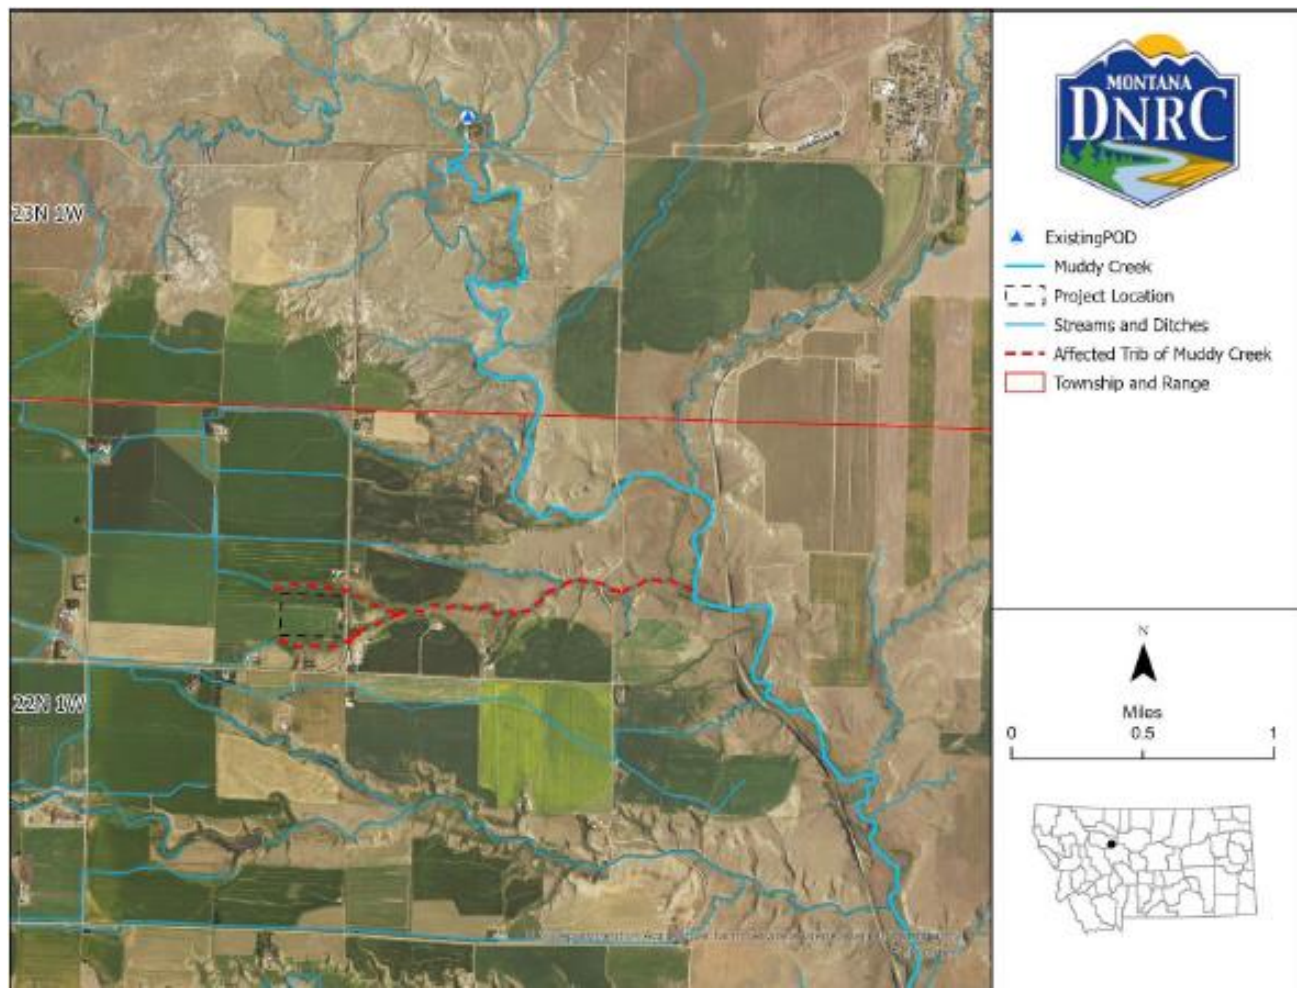 MONTANA
DNRC
ExistingPOD
Muddy Creek
Project Location
Streams and Ditches
Affected Trib of Muddy Creek
Township and Range
23N 1W
22N 1W
N
Miles
0 0.5 1